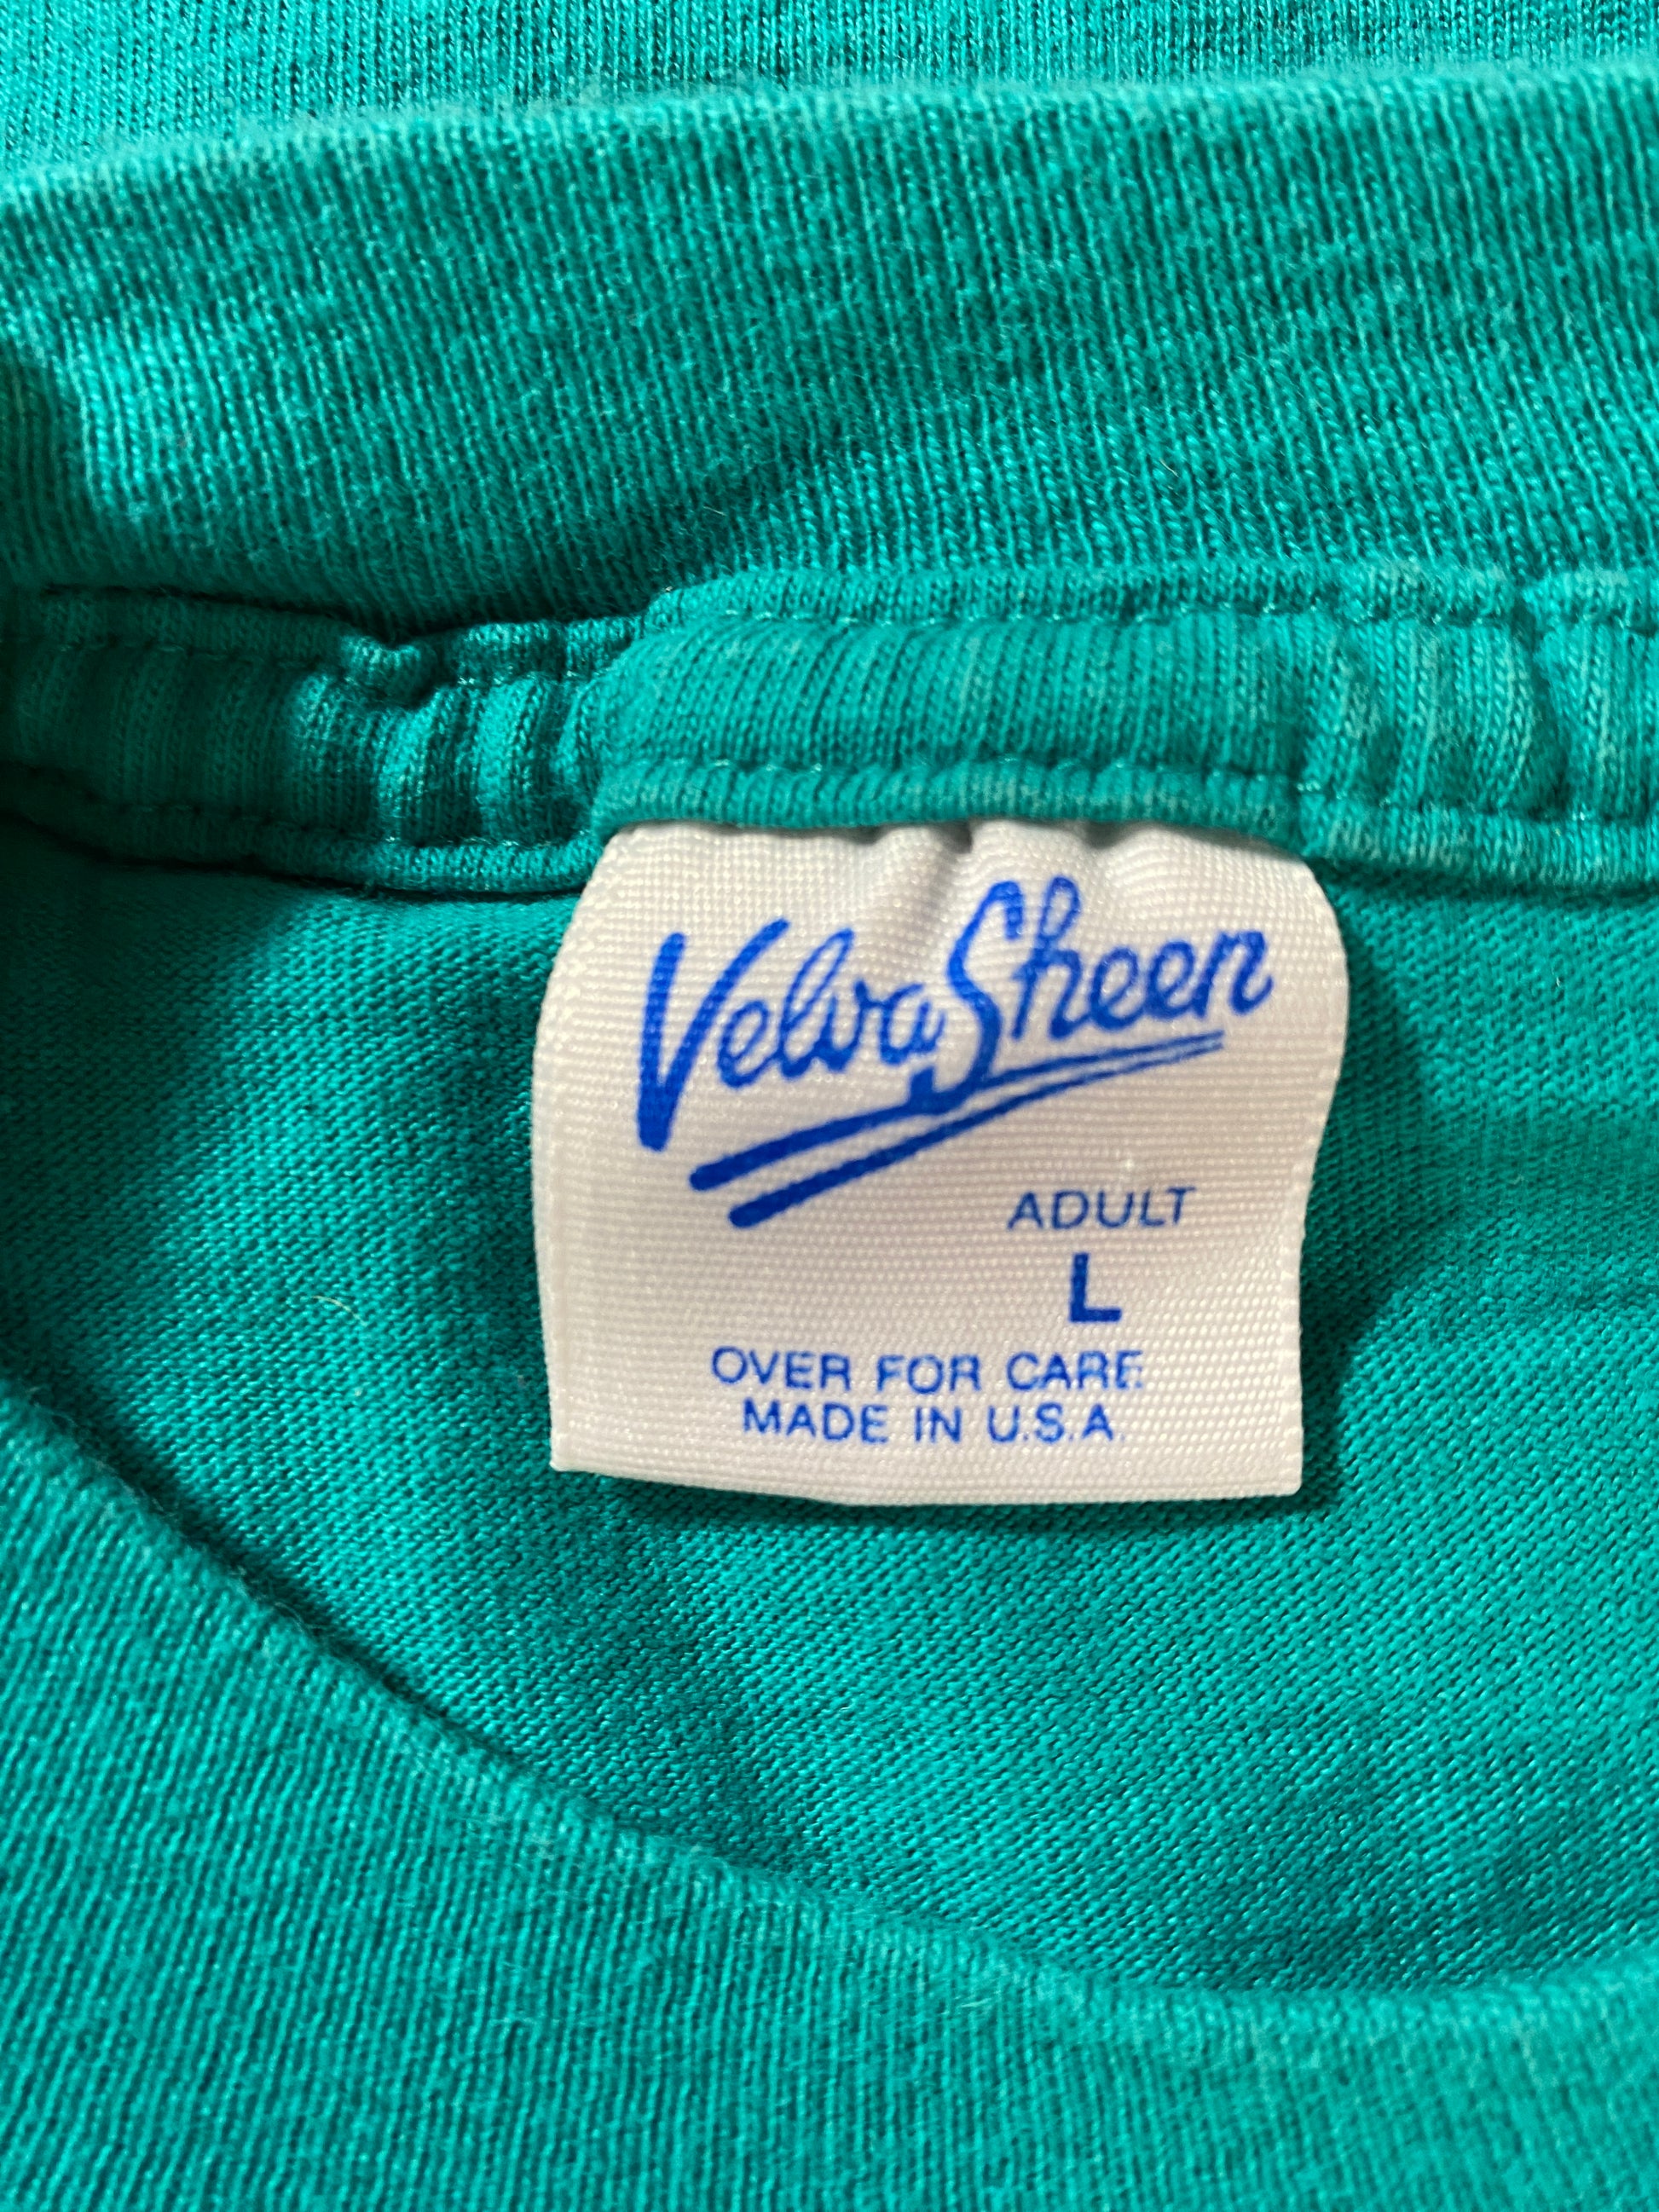 VelvaSheen
ADULT
L
OVER FOR CARE
MADE IN U.S.A.